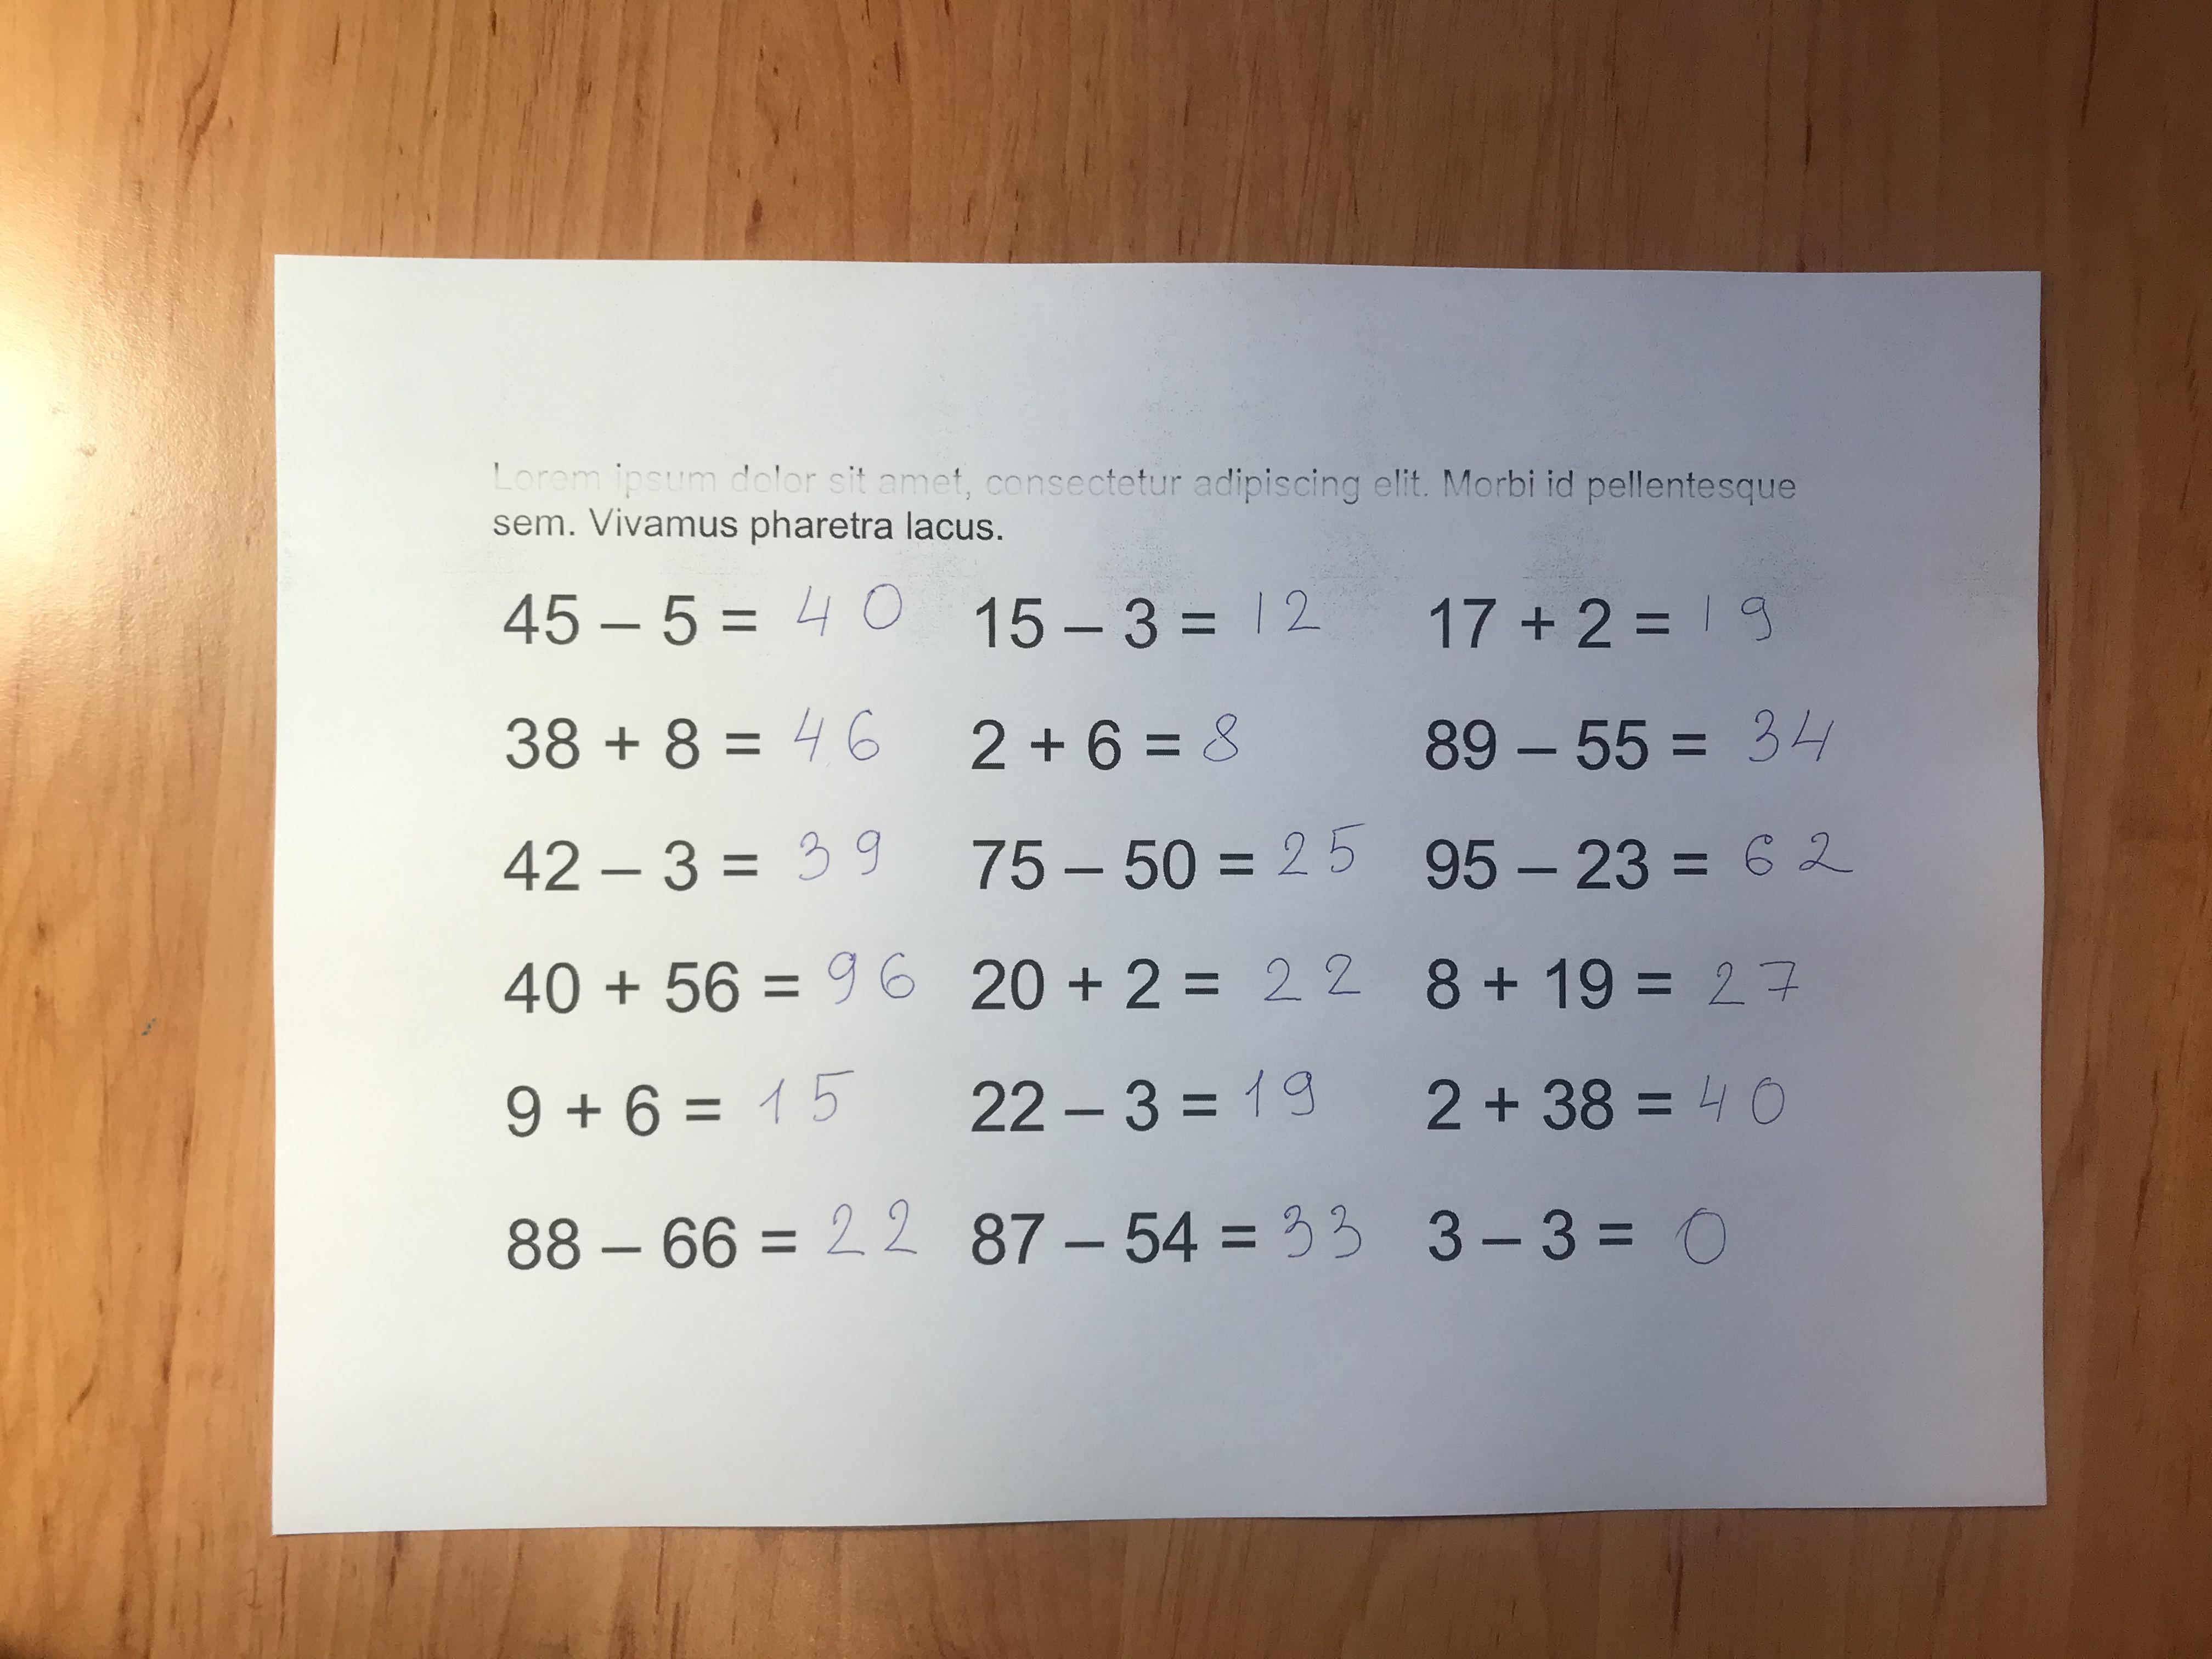 Lorem ipsum dolor sit amet, consectetur adipiscing elit. Morbi id pellentesque
sem. Vivamus pharetra lacus.
45 – 5 = 40 15 – 3 = 12 17 + 2 = 19
38 + 8 = 46 2 + 6 = 8 89 – 55 = 34
42 – 3 = 39 75 – 50 = 25 95 – 23 = 62
40 + 56 = 96 20 + 2 = 22 8 + 19 = 27
9 + 6 = 15 22 – 3 = 19 2 + 38 = 40
88 – 66 = 22 87 – 54 = 33 3 – 3 = 0